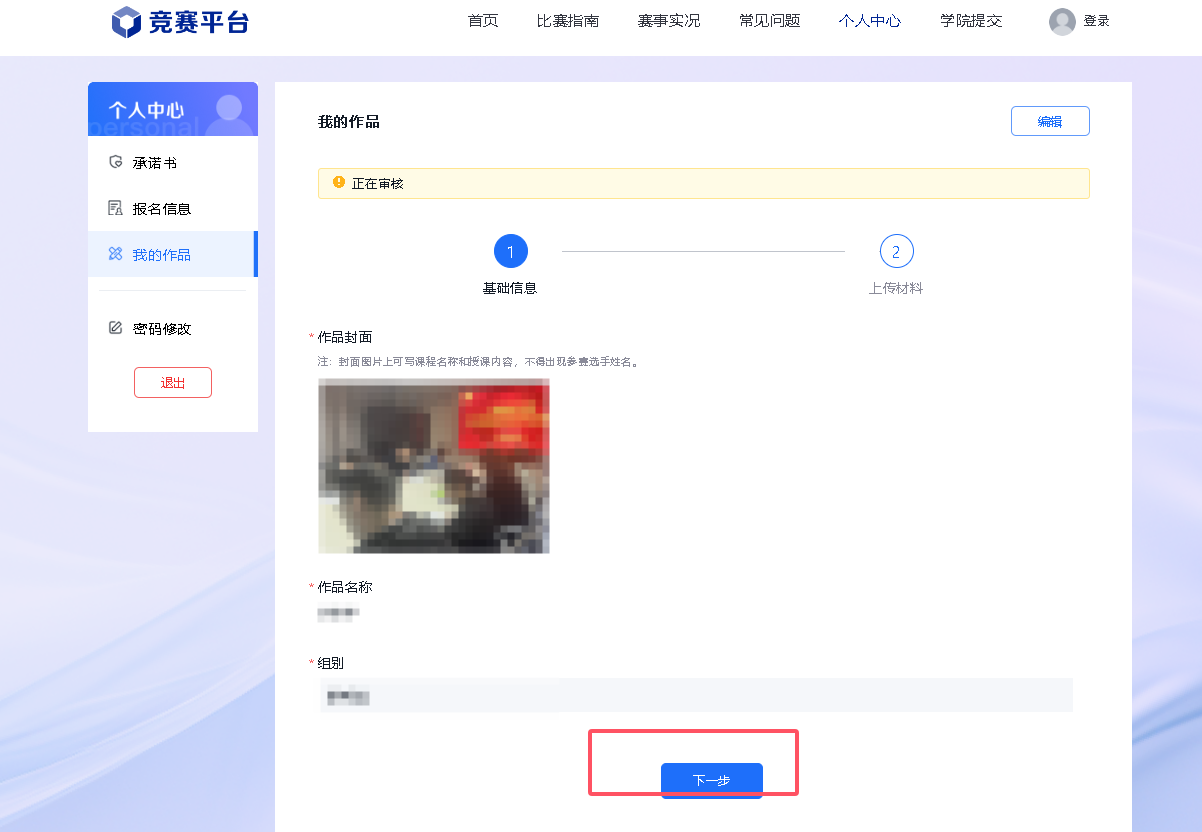 竞赛平台
首页 比赛指南 赛事实况 常见问题 个人中心 学院提交 登录
个人中心
personal
承诺书
报名信息
我的作品
密码修改
退出
我的作品
编辑
正在审核
1
基础信息
2
上传材料
* 作品封面
注：封面图片上可写课程名称和授课内容，不得出现参赛选手姓名。
* 作品名称
* 组别
下一步